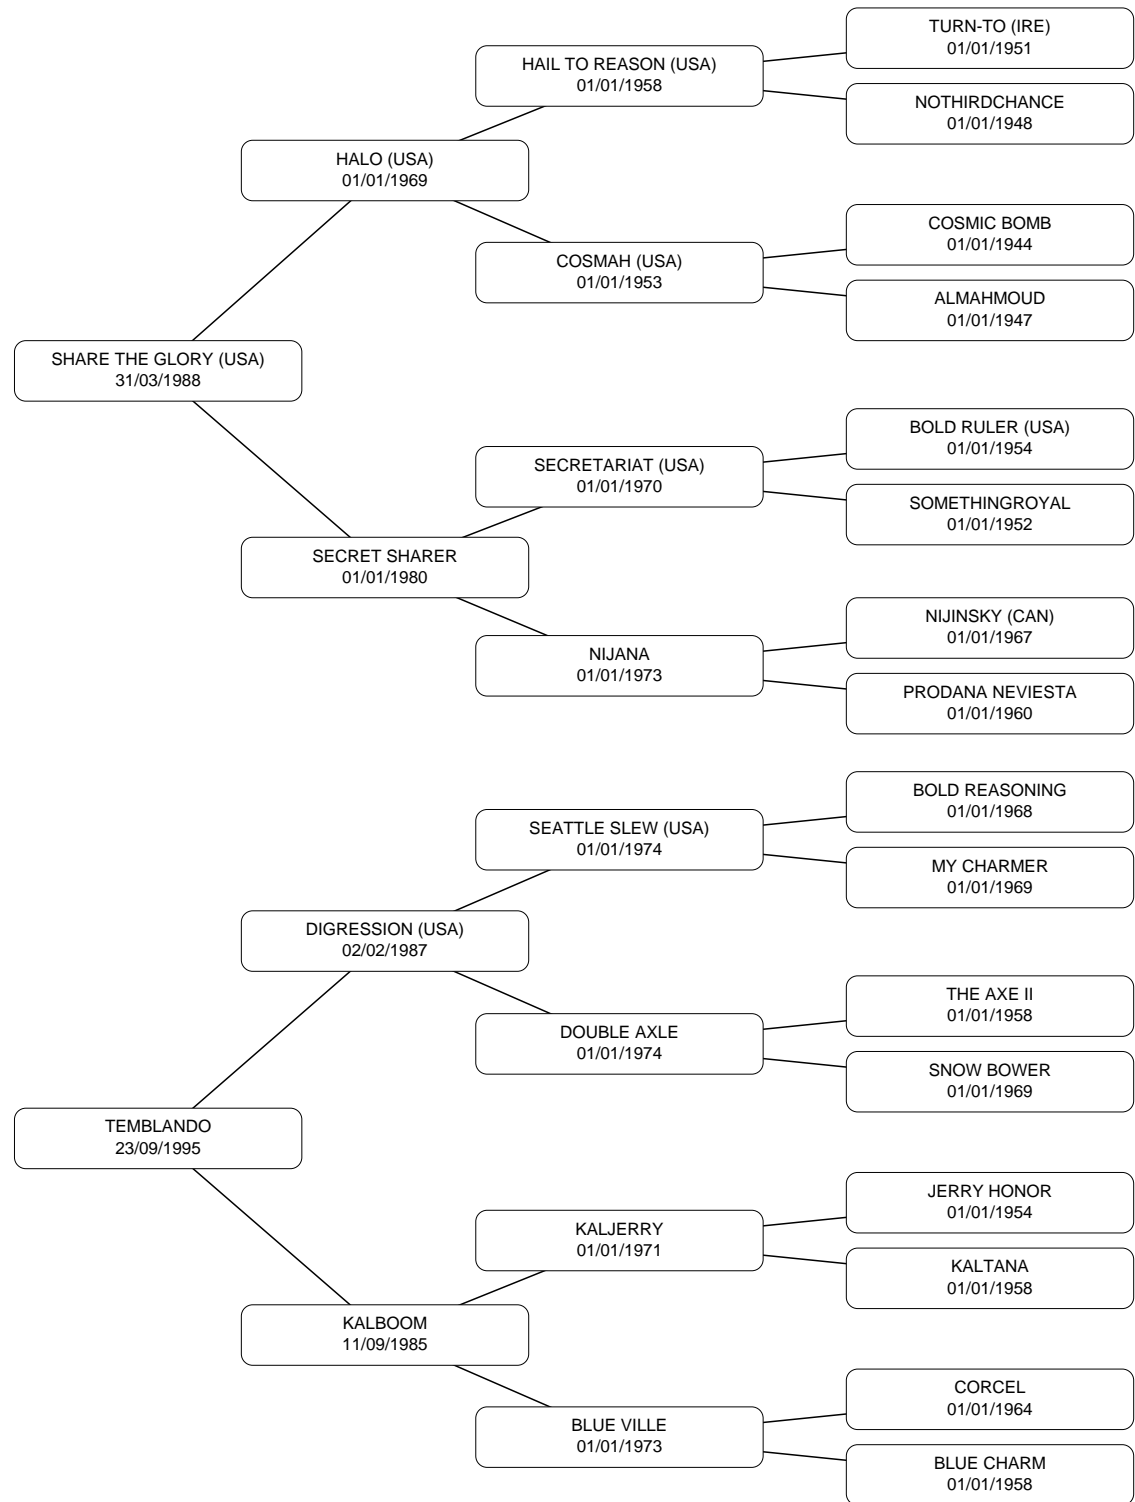 TURN-TO (IRE)
01/01/1951
HAIL TO REASON (USA)
01/01/1958
NOTHIRDCHANCE
01/01/1948
HALO (USA)
01/01/1969
COSMIC BOMB
01/01/1944
COSMAH (USA)
01/01/1953
ALMAHMOUD
01/01/1947
SHARE THE GLORY (USA)
31/03/1988
BOLD RULER (USA)
01/01/1954
SECRETARIAT (USA)
01/01/1970
SOMETHINGROYAL
01/01/1952
SECRET SHARER
01/01/1980
NIJINSKY (CAN)
01/01/1967
NIJANA
01/01/1973
PRODANA NEVIESTA
01/01/1960
BOLD REASONING
01/01/1968
SEATTLE SLEW (USA)
01/01/1974
MY CHARMER
01/01/1969
DIGRESSION (USA)
02/02/1987
THE AXE II
01/01/1958
DOUBLE AXLE
01/01/1974
SNOW BOWER
01/01/1969
TEMBLANDO
23/09/1995
JERRY HONOR
01/01/1954
KALJERRY
01/01/1971
KALTANA
01/01/1958
KALBOOM
11/09/1985
CORCEL
01/01/1964
BLUE VILLE
01/01/1973
BLUE CHARM
01/01/1958